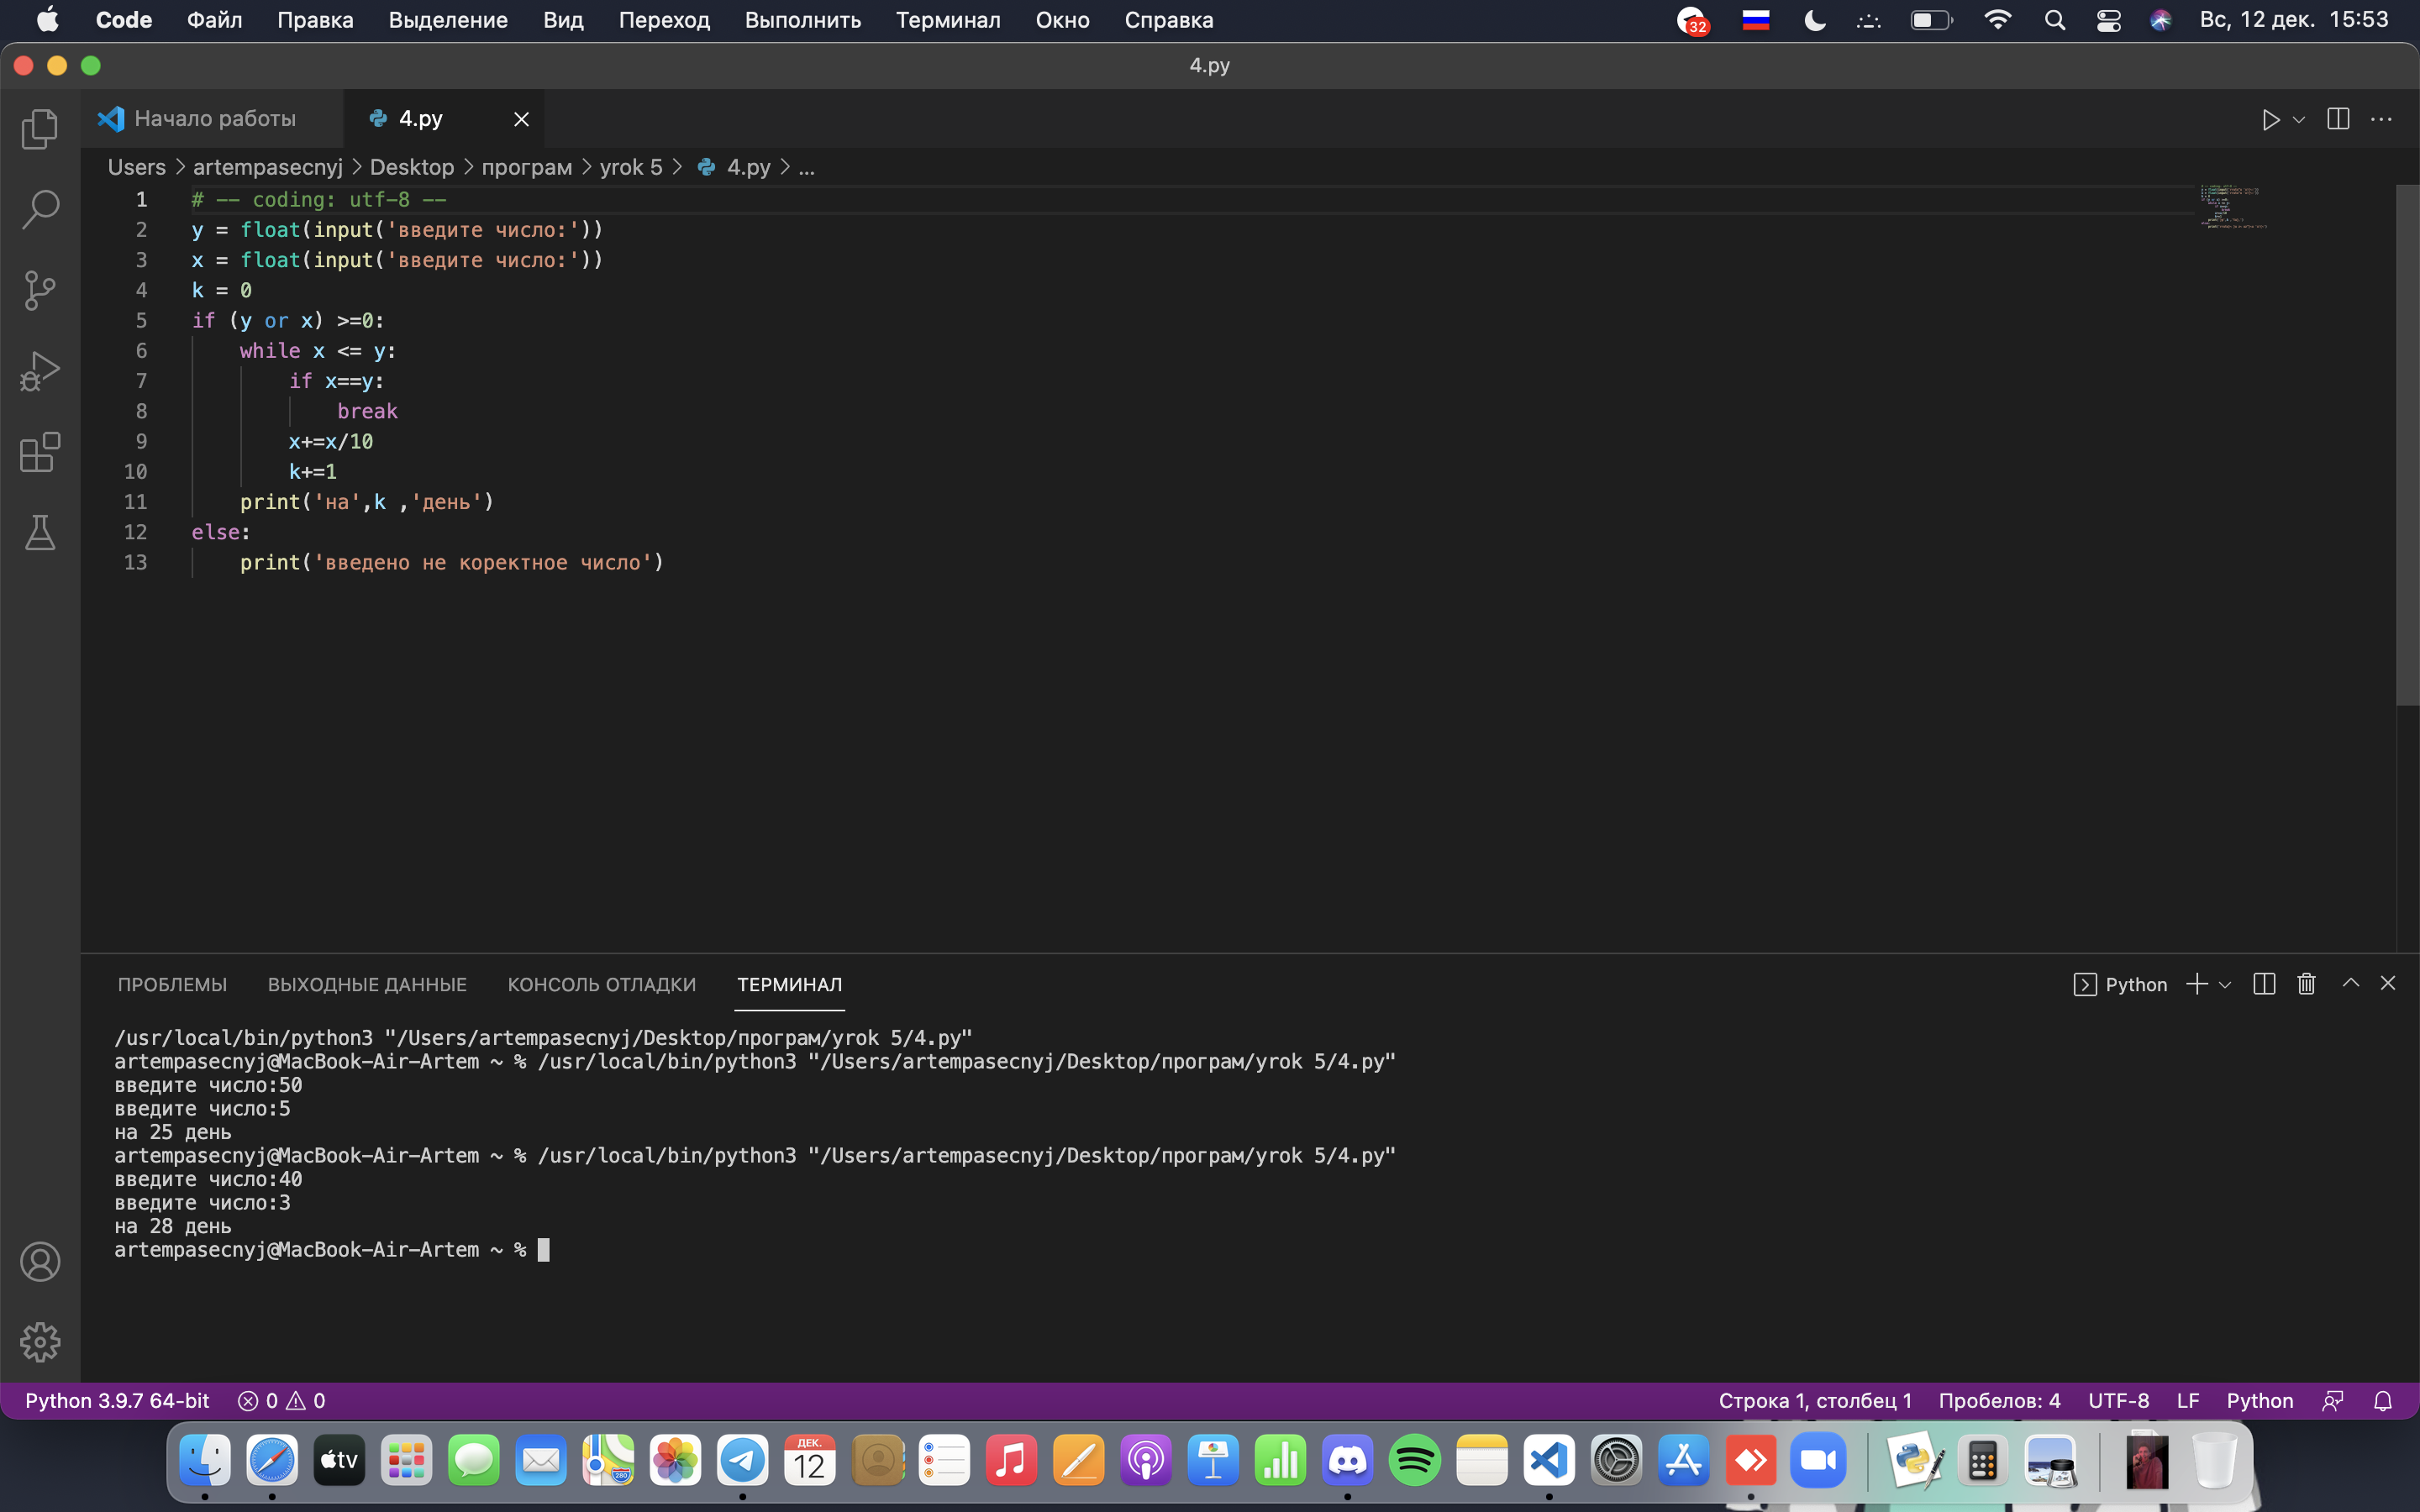 Code Файл Правка Выделение Вид Переход Выполнить Терминал Окно Справка 32 Вс, 12 дек. 15:53
4.py
Начало работы 4.py
Users > artempasecnyj > Desktop > програм > yrok 5 > 4.py > ...
1 # -- coding: utf-8 --
2 y = float(input('введите число:'))
3 x = float(input('введите число:'))
4 k = 0
5 if (y or x) >=0:
6 while x <= y:
7 if x==y:
8 break
9 x+=x/10
10 k+=1
11 print('на',k ,'день')
12 else:
13 print('введено не коректное число')
ПРОБЛЕМЫ ВЫХОДНЫЕ ДАННЫЕ КОНСОЛЬ ОТЛАДКИ ТЕРМИНАЛ Python
/usr/local/bin/python3 "/Users/artempasecnyj/Desktop/програм/yrok 5/4.py"
artempasecnyj@MacBook-Air-Artem ~ % /usr/local/bin/python3 "/Users/artempasecnyj/Desktop/програм/yrok 5/4.py"
введите число:50
введите число:5
на 25 день
artempasecnyj@MacBook-Air-Artem ~ % /usr/local/bin/python3 "/Users/artempasecnyj/Desktop/програм/yrok 5/4.py"
введите число:40
введите число:3
на 28 день
artempasecnyj@MacBook-Air-Artem ~ %
Python 3.9.7 64-bit 0 0 Строка 1, столбец 1 Пробелов: 4 UTF-8 LF Python
tv 280 ДЕК. 12